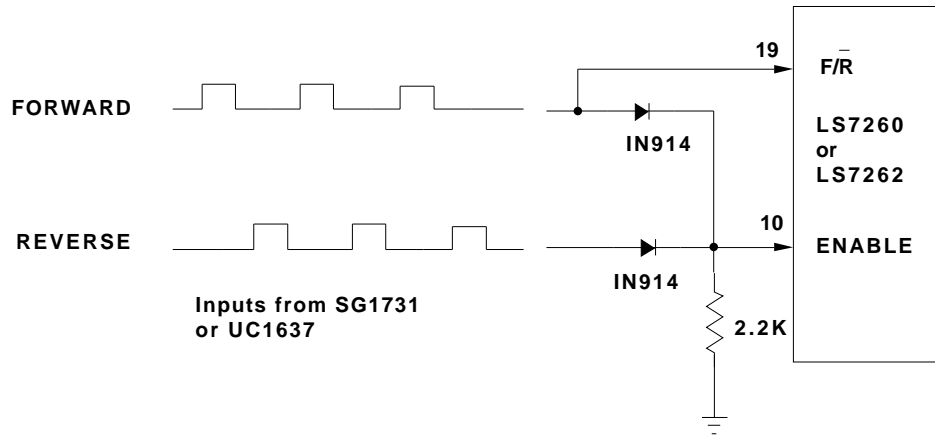 19
F/R̅
FORWARD
IN914
LS7260
or
LS7262
10
REVERSE
ENABLE
IN914
Inputs from SG1731
or UC1637
2.2K